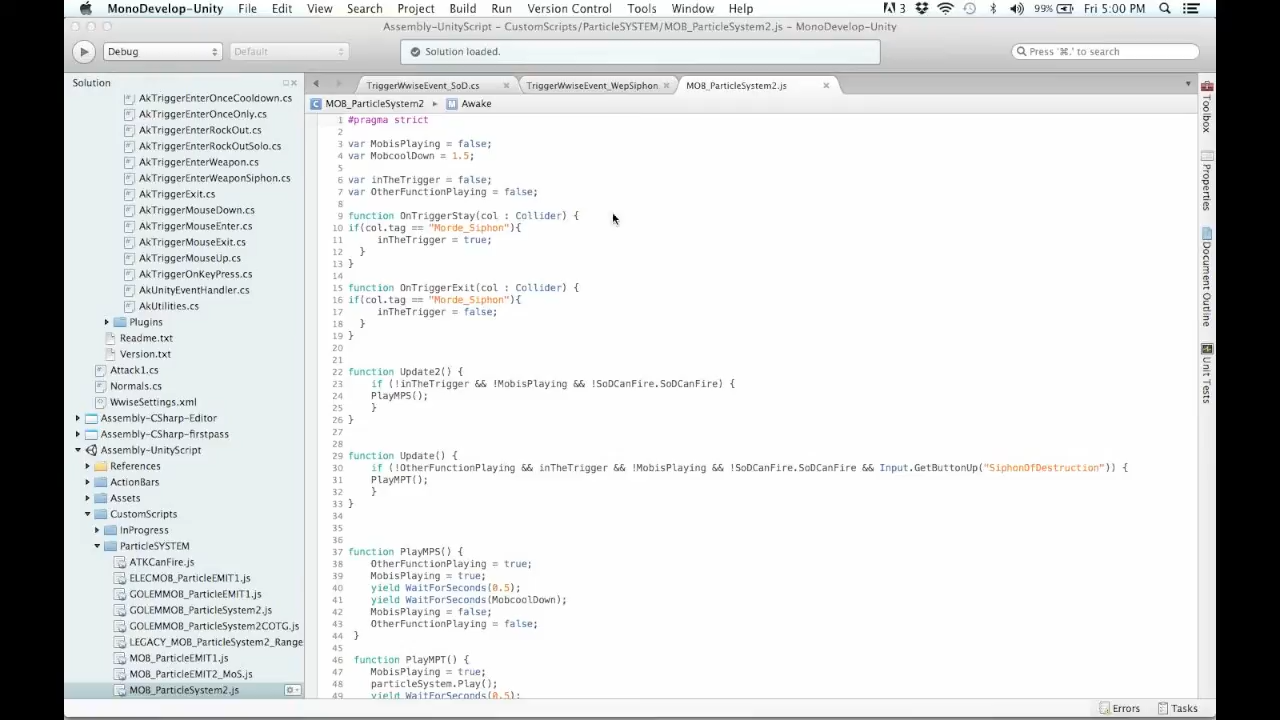 MonoDevelop-Unity File Edit View Search Project Build Run Version Control Tools Window Help 3 99% Fri 5:00 PM
Assembly-UnityScript - CustomScripts/ParticleSYSTEM/MOB_ParticleSystem2.js - MonoDevelop-Unity
Debug Default Solution loaded. Press '⌘.' to search
Solution
TriggerWwiseEvent_SoD.cs TriggerWwiseEvent_WepSiphon MOB_ParticleSystem2.js
MOB_ParticleSystem2 Awake
AkTriggerEnterOnceCooldown.cs
AkTriggerEnterOnceOnly.cs
AkTriggerEnterRockOut.cs
AkTriggerEnterRockOutSolo.cs
AkTriggerEnterWeapon.cs
AkTriggerEnterWeaponSiphon.cs
AkTriggerExit.cs
AkTriggerMouseDown.cs
AkTriggerMouseEnter.cs
AkTriggerMouseExit.cs
AkTriggerMouseUp.cs
AkTriggerOnKeyPress.cs
AkUnityEventHandler.cs
AkUtilities.cs
Plugins
Readme.txt
Version.txt
Attack1.cs
Normals.cs
WwiseSettings.xml
Assembly-CSharp-Editor
Assembly-CSharp-firstpass
Assembly-UnityScript
References
ActionBars
Assets
CustomScripts
InProgress
ParticleSYSTEM
ATKCanFire.js
ELECMOB_ParticleEMIT1.js
GOLEMMOB_ParticleEMIT1.js
GOLEMMOB_ParticleSystem2.js
GOLEMMOB_ParticleSystem2COTG.js
LEGACY_MOB_ParticleSystem2_Range
MOB_ParticleEMIT1.js
MOB_ParticleEMIT2_MoS.js
MOB_ParticleSystem2.js
1 #pragma strict
2
3 var MobisPlaying = false;
4 var MobcoolDown = 1.5;
5
6 var inTheTrigger = false;
7 var OtherFunctionPlaying = false;
8
9 function OnTriggerStay(col : Collider) {
10 if(col.tag == "Morde_Siphon"){
11 inTheTrigger = true;
12 }
13 }
14
15 function OnTriggerExit(col : Collider) {
16 if(col.tag == "Morde_Siphon"){
17 inTheTrigger = false;
18 }
19 }
20
21
22 function Update2() {
23 if (!inTheTrigger && !MobisPlaying && !SoDCanFire.SoDCanFire) {
24 PlayMPS();
25 }
26 }
27
28
29 function Update() {
30 if (!OtherFunctionPlaying && inTheTrigger && !MobisPlaying && !SoDCanFire.SoDCanFire && Input.GetButtonUp("SiphonOfDestruction")) {
31 PlayMPT();
32 }
33 }
34
35
36
37 function PlayMPS() {
38 OtherFunctionPlaying = true;
39 MobisPlaying = true;
40 yield WaitForSeconds(0.5);
41 yield WaitForSeconds(MobcoolDown);
42 MobisPlaying = false;
43 OtherFunctionPlaying = false;
44 }
45
46 function PlayMPT() {
47 MobisPlaying = true;
48 particleSystem.Play();
49 yield WaitForSeconds(0.5);
Toolbox
Properties
Document Outline
Unit Tests
Errors Tasks